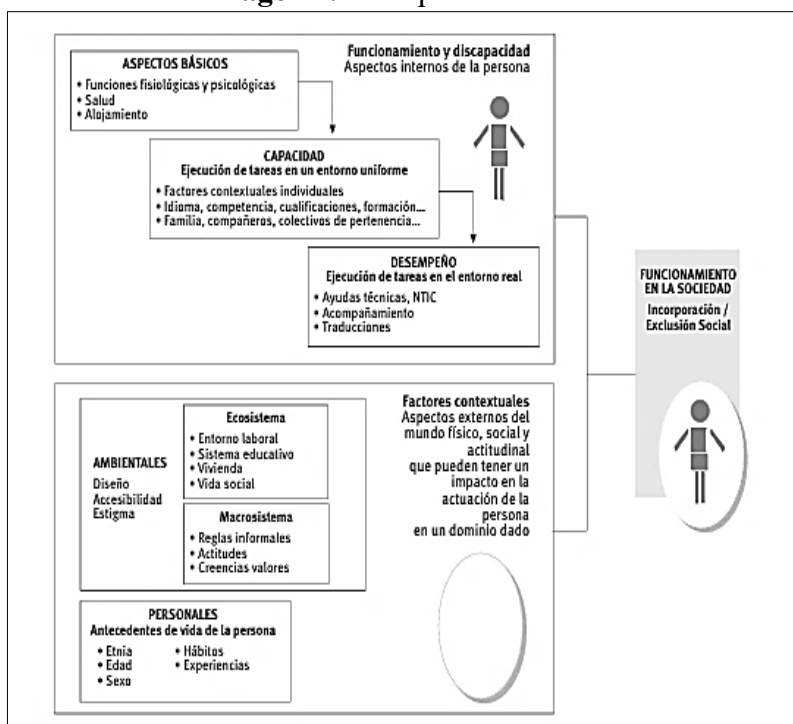 Funcionamiento y discapacidad
Aspectos internos de la persona
ASPECTOS BÁSICOS
• Funciones fisiológicas y psicológicas
• Salud
• Alojamiento
CAPACIDAD
Ejecución de tareas en un entorno uniforme
• Factores contextuales individuales
• Idioma, competencia, cualificaciones, formación...
• Familia, compañeros, colectivos de pertenencia...
DESEMPEÑO
Ejecución de tareas en el entorno real
• Ayudas técnicas, NTIC
• Acompañamiento
• Traducciones
FUNCIONAMIENTO
EN LA SOCIEDAD
Incorporación /
Exclusión Social
Factores contextuales
Aspectos externos del
mundo físico, social y
actitudinal
que pueden tener un
impacto en la
actuación de la
persona
en un dominio dado
AMBIENTALES
Diseño
Accesibilidad
Estigma
Ecosistema
• Entorno laboral
• Sistema educativo
• Vivienda
• Vida social
Macrosistema
• Reglas informales
• Actitudes
• Creencias valores
PERSONALES
Antecedentes de vida de la persona
• Etnia
• Edad
• Sexo
• Hábitos
• Experiencias